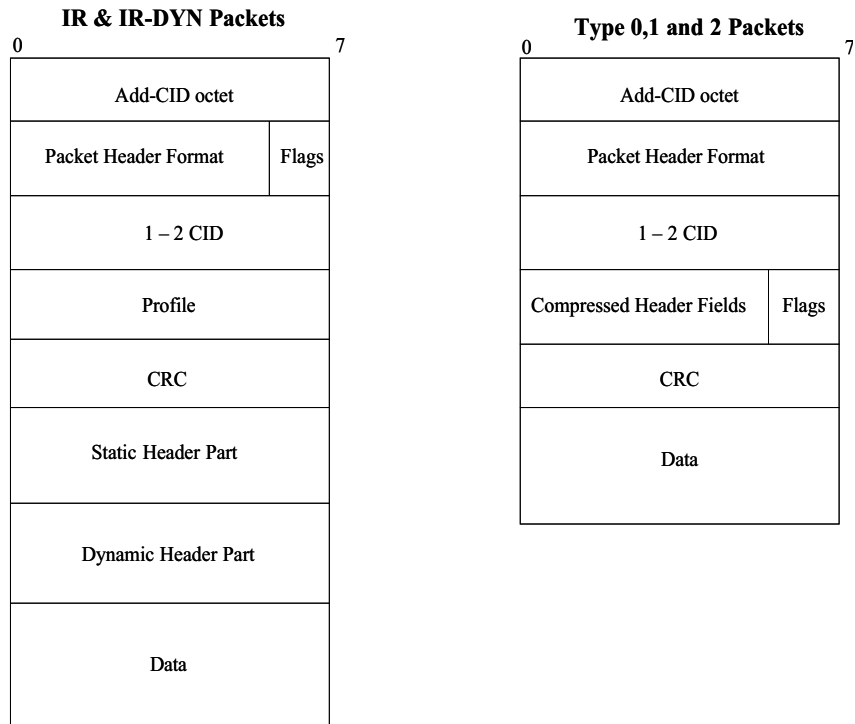 IR & IR-DYN Packets
0 7
Add-CID octet
Packet Header Format Flags
1 – 2 CID
Profile
CRC
Static Header Part
Dynamic Header Part
Data
Type 0,1 and 2 Packets
0 7
Add-CID octet
Packet Header Format
1 – 2 CID
Compressed Header Fields Flags
CRC
Data